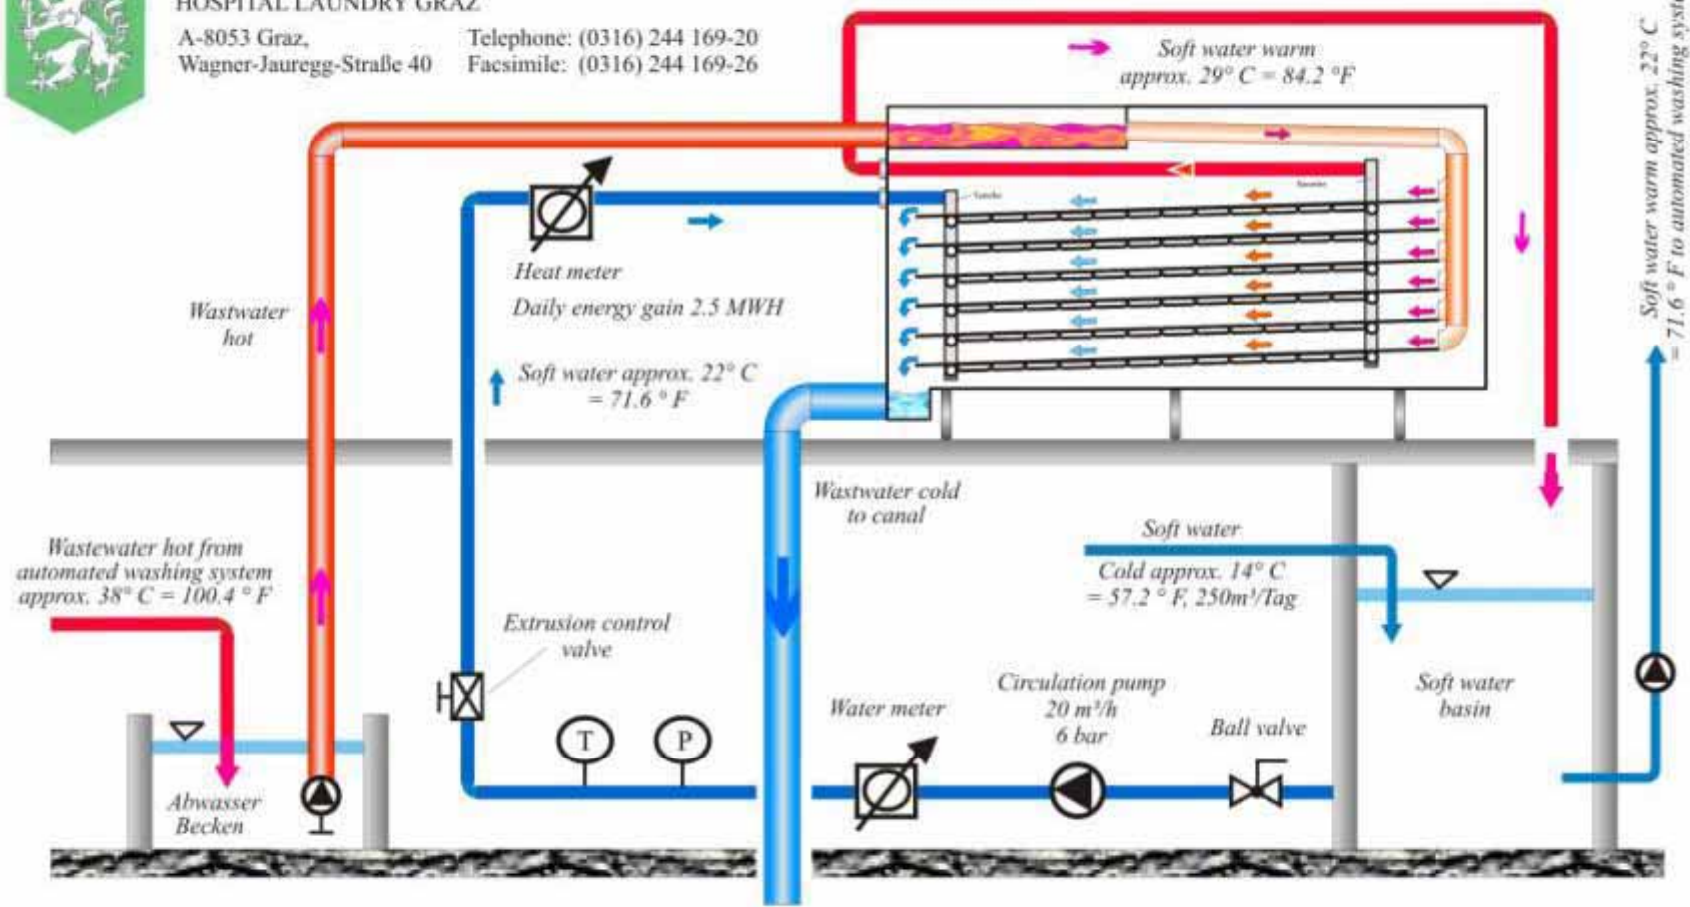 HOSPITAL LAUNDRY GRAZ
A-8053 Graz,
Wagner-Jauregg-Straße 40
Telephone: (0316) 244 169-20
Facsimile: (0316) 244 169-26
Soft water warm
approx. 29° C = 84.2 °F
Soft water warm approx. 22° C
= 71.6 ° F to automated washing syste
Heat meter
Daily energy gain 2.5 MWH
Wastwater
hot
Soft water approx. 22° C
= 71.6 ° F
Wastwater cold
to canal
Soft water
Cold approx. 14° C
= 57.2 ° F, 250m³/Tag
Wastewater hot from
automated washing system
approx. 38° C = 100.4 ° F
Extrusion control
valve
Circulation pump
20 m³/h
6 bar
Water meter
Ball valve
Soft water
basin
T
P
Abwasser
Becken